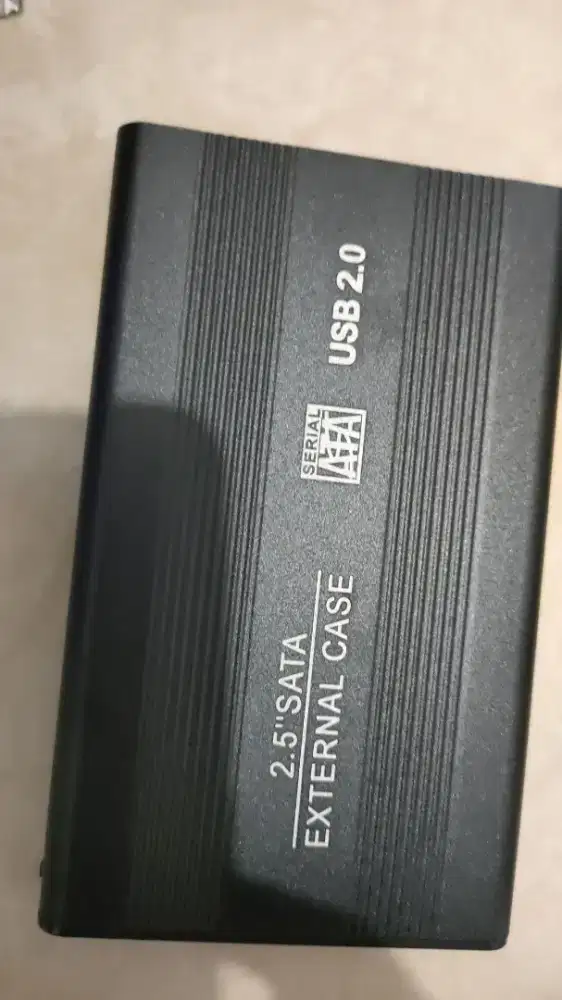 2.5"SATA
EXTERNAL CASE
SERIAL
ATA
USB 2.0